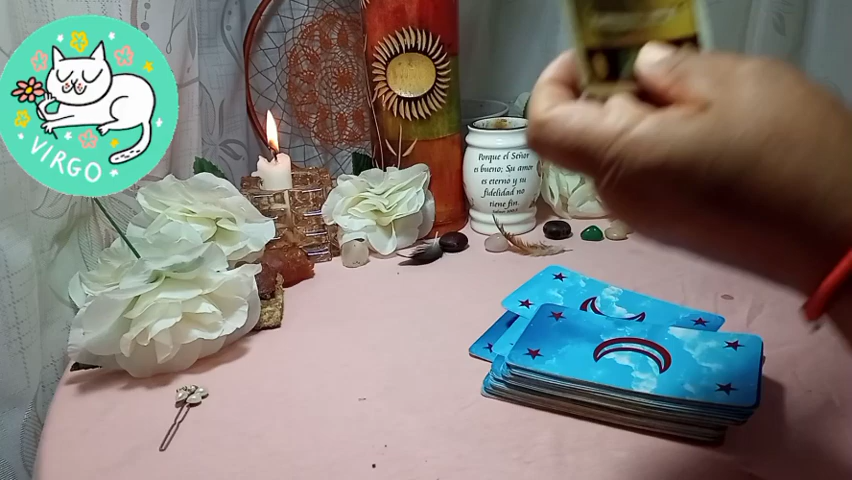 VIRGO
Porque el Señor
es bueno; Su amor
es eterno y su
fidelidad no
tiene fin.